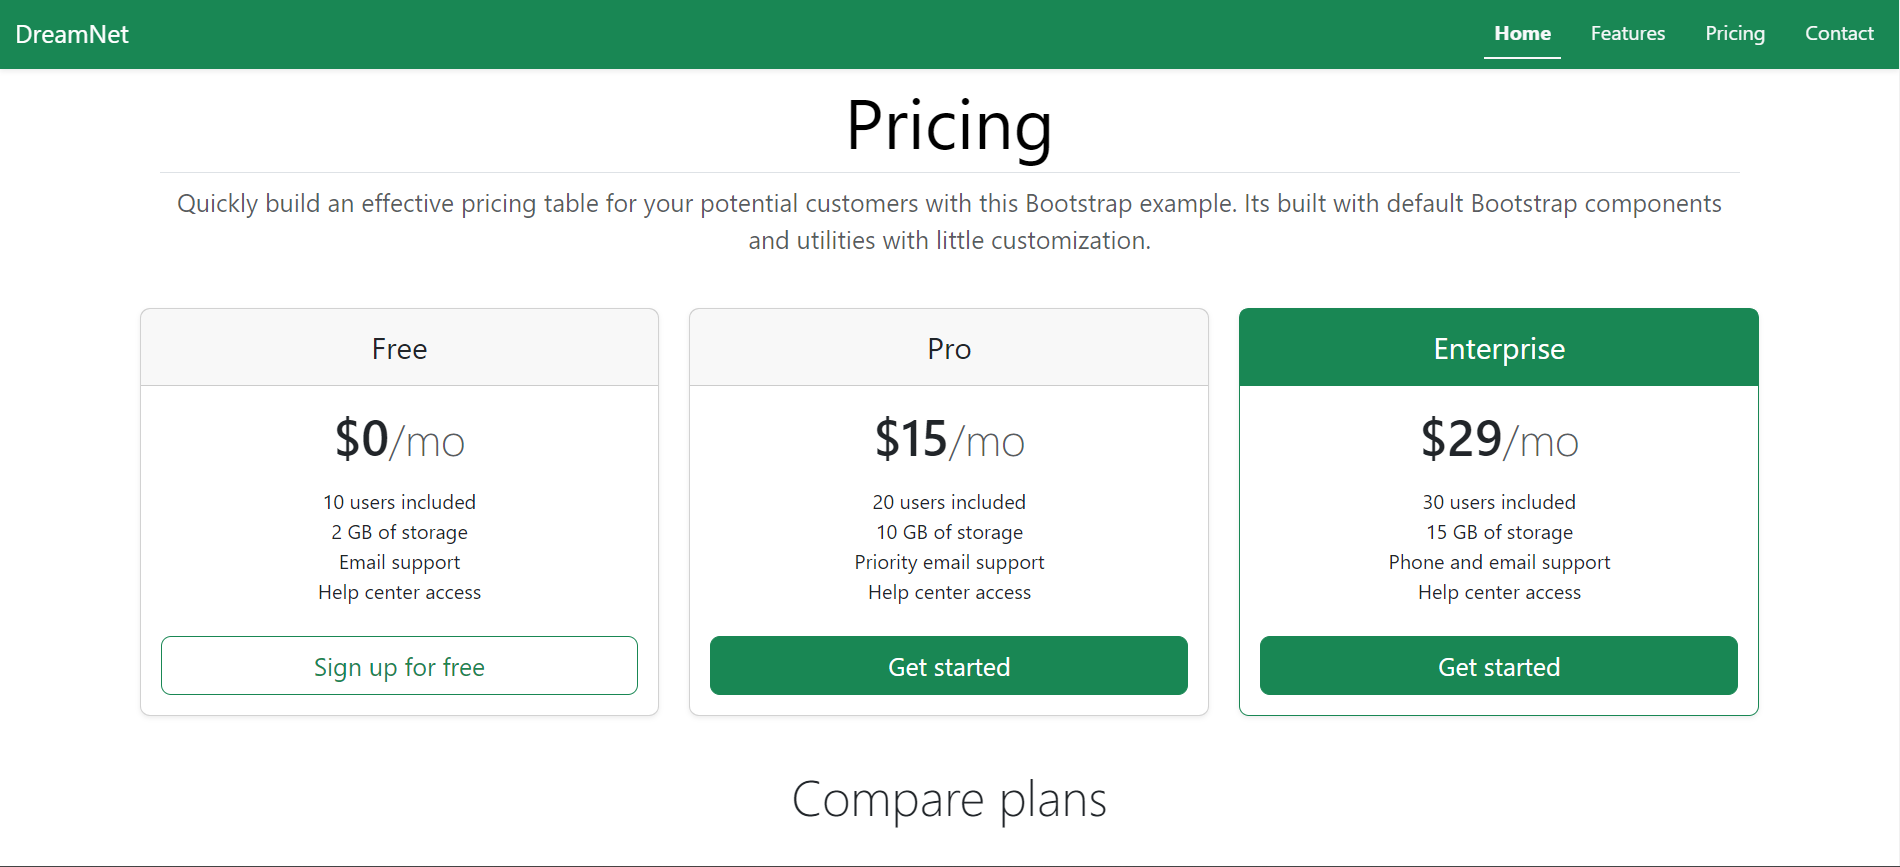 DreamNet
Home
Features
Pricing
Contact
Pricing
Quickly build an effective pricing table for your potential customers with this Bootstrap example. Its built with default Bootstrap components
and utilities with little customization.
Free
$0/mo
10 users included
2 GB of storage
Email support
Help center access
Sign up for free
Pro
$15/mo
20 users included
10 GB of storage
Priority email support
Help center access
Get started
Enterprise
$29/mo
30 users included
15 GB of storage
Phone and email support
Help center access
Get started
Compare plans